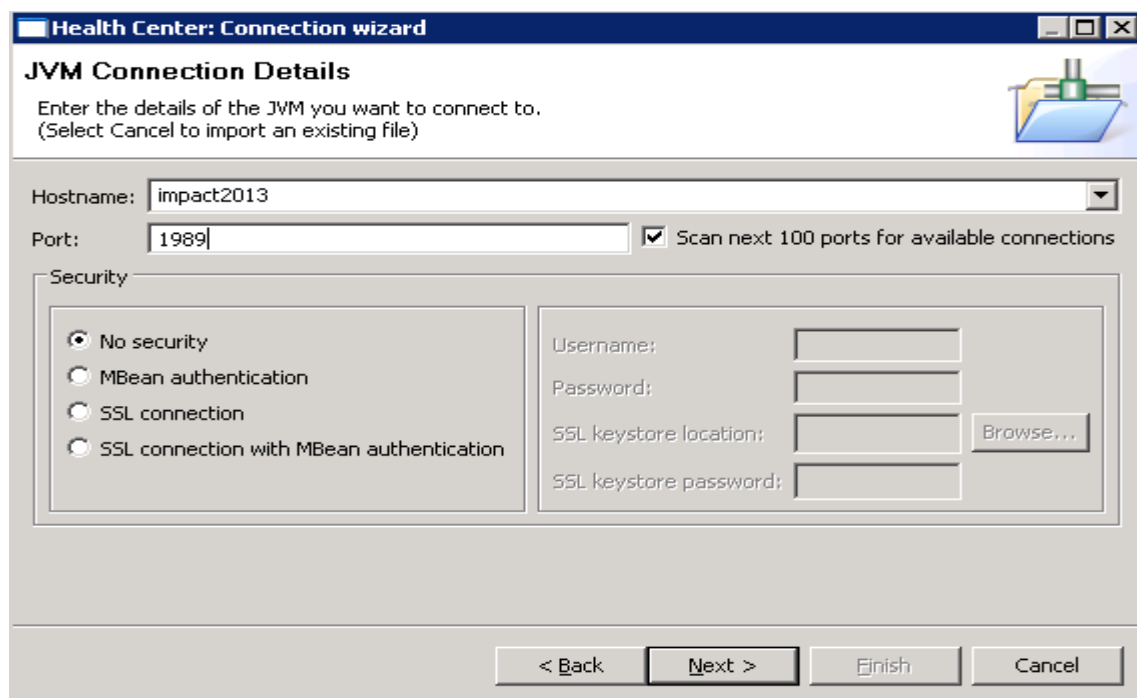 Health Center: Connection wizard
JVM Connection Details
Enter the details of the JVM you want to connect to.
(Select Cancel to import an existing file)
Hostname: impact2013
Port: 1989 Scan next 100 ports for available connections
Security
No security
MBean authentication
SSL connection
SSL connection with MBean authentication
Username:
Password:
SSL keystore location: Browse...
SSL keystore password:
< Back Next > Finish Cancel